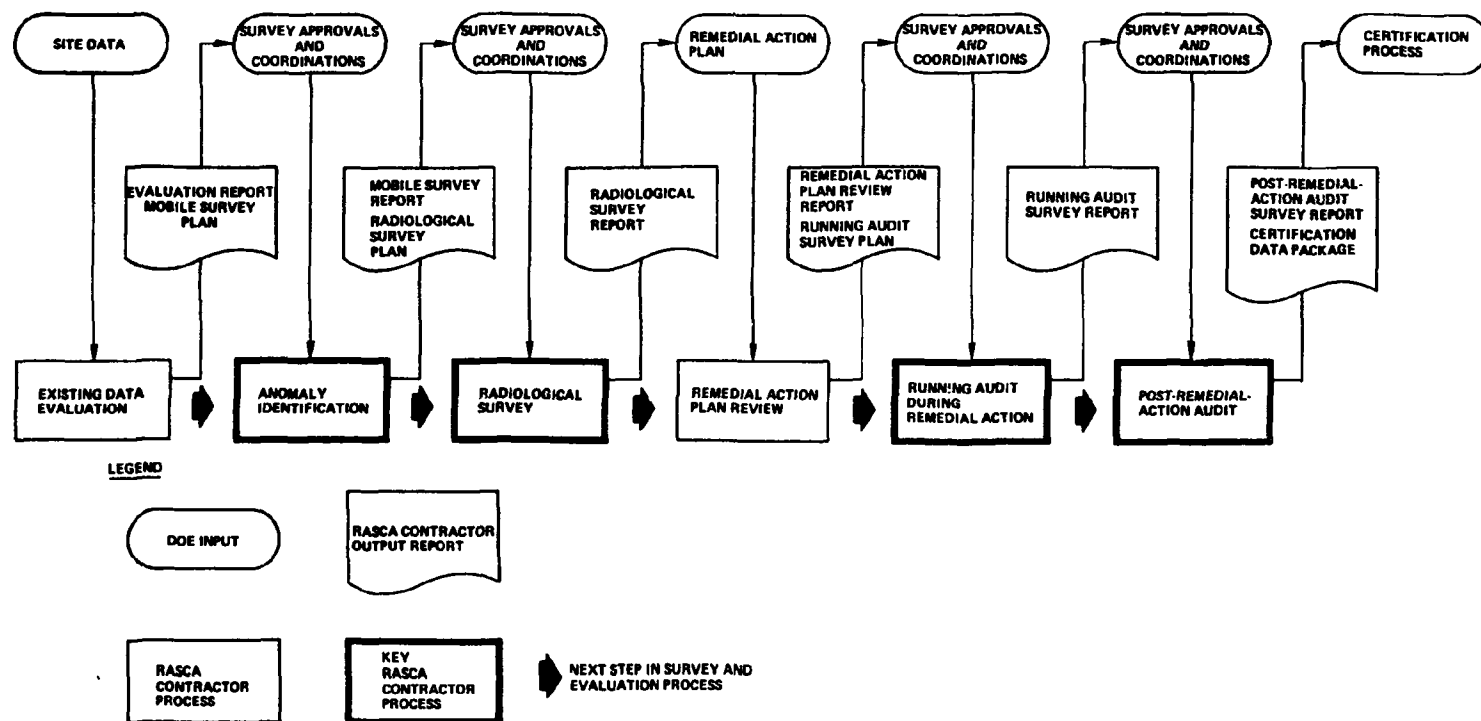 SITE DATA
SURVEY APPROVALS
AND
COORDINATIONS
SURVEY APPROVALS
AND
COORDINATIONS
REMEDIAL ACTION
PLAN
SURVEY APPROVALS
AND
COORDINATIONS
SURVEY APPROVALS
AND
COORDINATIONS
CERTIFICATION
PROCESS
EVALUATION REPORT
MOBILE SURVEY
PLAN
MOBILE SURVEY
REPORT
RADIOLOGICAL
SURVEY
PLAN
RADIOLOGICAL
SURVEY
REPORT
REMEDIAL ACTION
PLAN REVIEW
REPORT
RUNNING AUDIT
SURVEY PLAN
RUNNING AUDIT
SURVEY REPORT
POST-REMEDIAL-
ACTION AUDIT
SURVEY REPORT
CERTIFICATION
DATA PACKAGE
EXISTING DATA
EVALUATION
ANOMALY
IDENTIFICATION
RADIOLOGICAL
SURVEY
REMEDIAL ACTION
PLAN REVIEW
RUNNING AUDIT
DURING
REMEDIAL ACTION
POST-REMEDIAL-
ACTION AUDIT
LEGEND
DOE INPUT
RASCA CONTRACTOR
OUTPUT REPORT
RASCA
CONTRACTOR
PROCESS
KEY
RASCA
CONTRACTOR
PROCESS
NEXT STEP IN SURVEY AND
EVALUATION PROCESS